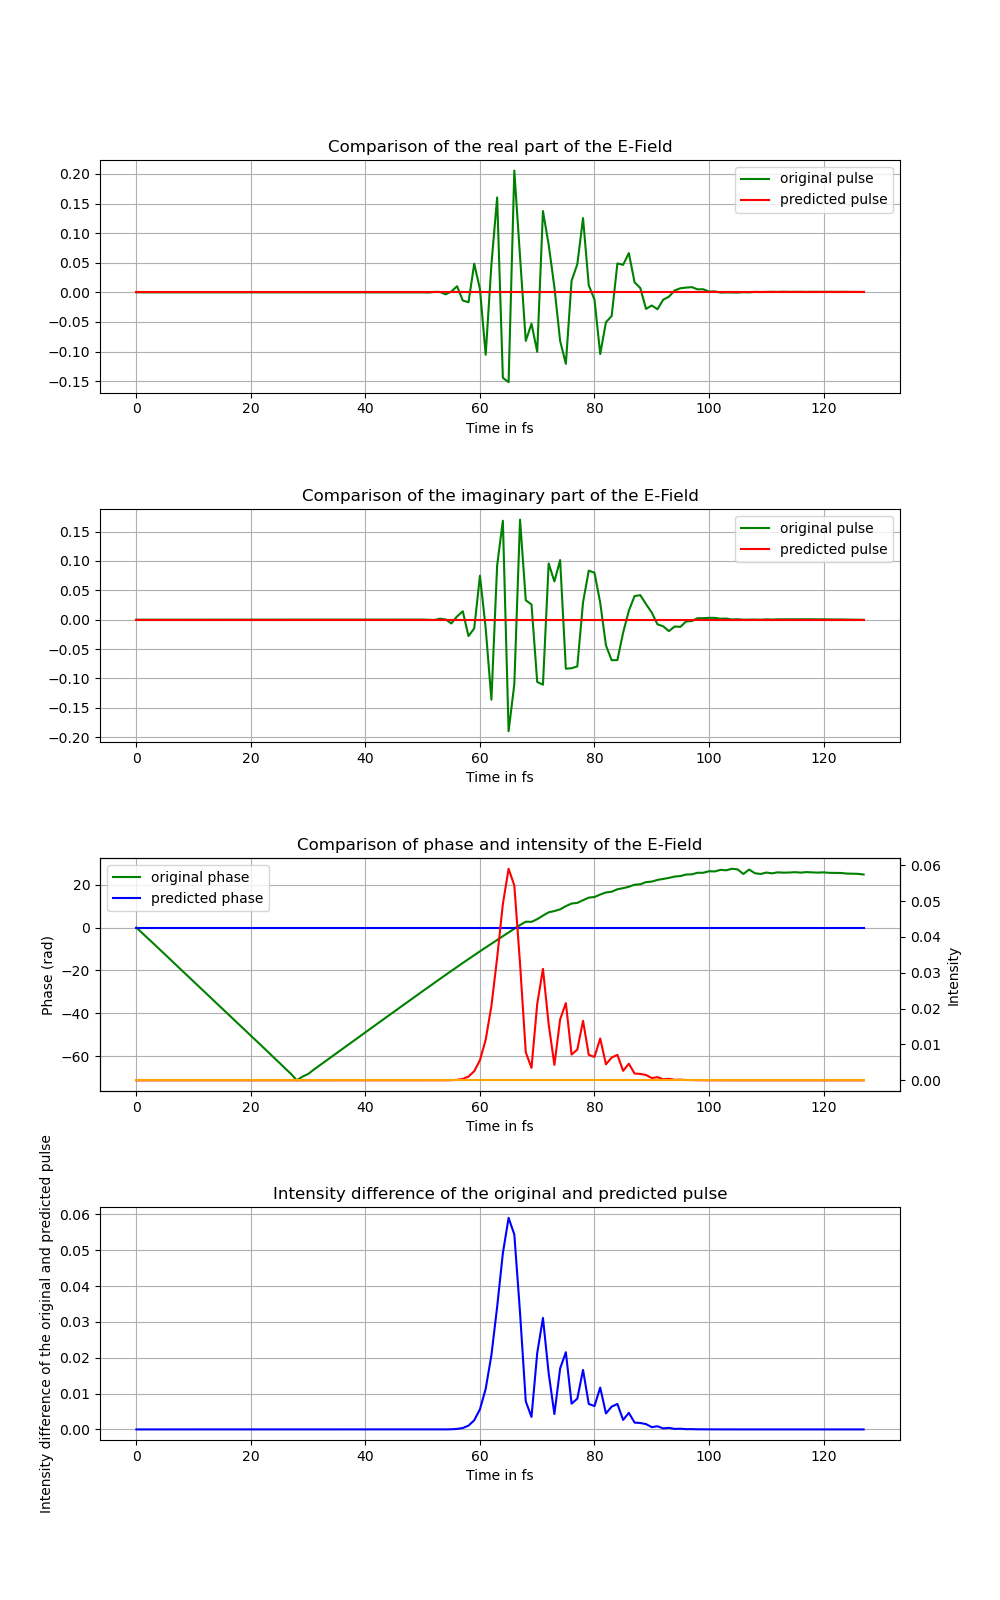 Comparison of the real part of the E-Field
0.20
0.15
0.10
0.05
0.00
−0.05
−0.10
−0.15
original pulse
predicted pulse
0 20 40 60 80 100 120
Time in fs
Comparison of the imaginary part of the E-Field
0.15
0.10
0.05
0.00
−0.05
−0.10
−0.15
−0.20
original pulse
predicted pulse
0 20 40 60 80 100 120
Time in fs
Comparison of phase and intensity of the E-Field
Phase (rad)
20
0
−20
−40
−60
original phase
predicted phase
0.06
0.05
0.04
0.03
0.02
0.01
0.00
Intensity
0 20 40 60 80 100 120
Time in fs
Intensity difference of the original and predicted pulse
Intensity difference of the original and predicted pulse
0.06
0.05
0.04
0.03
0.02
0.01
0.00
0 20 40 60 80 100 120
Time in fs